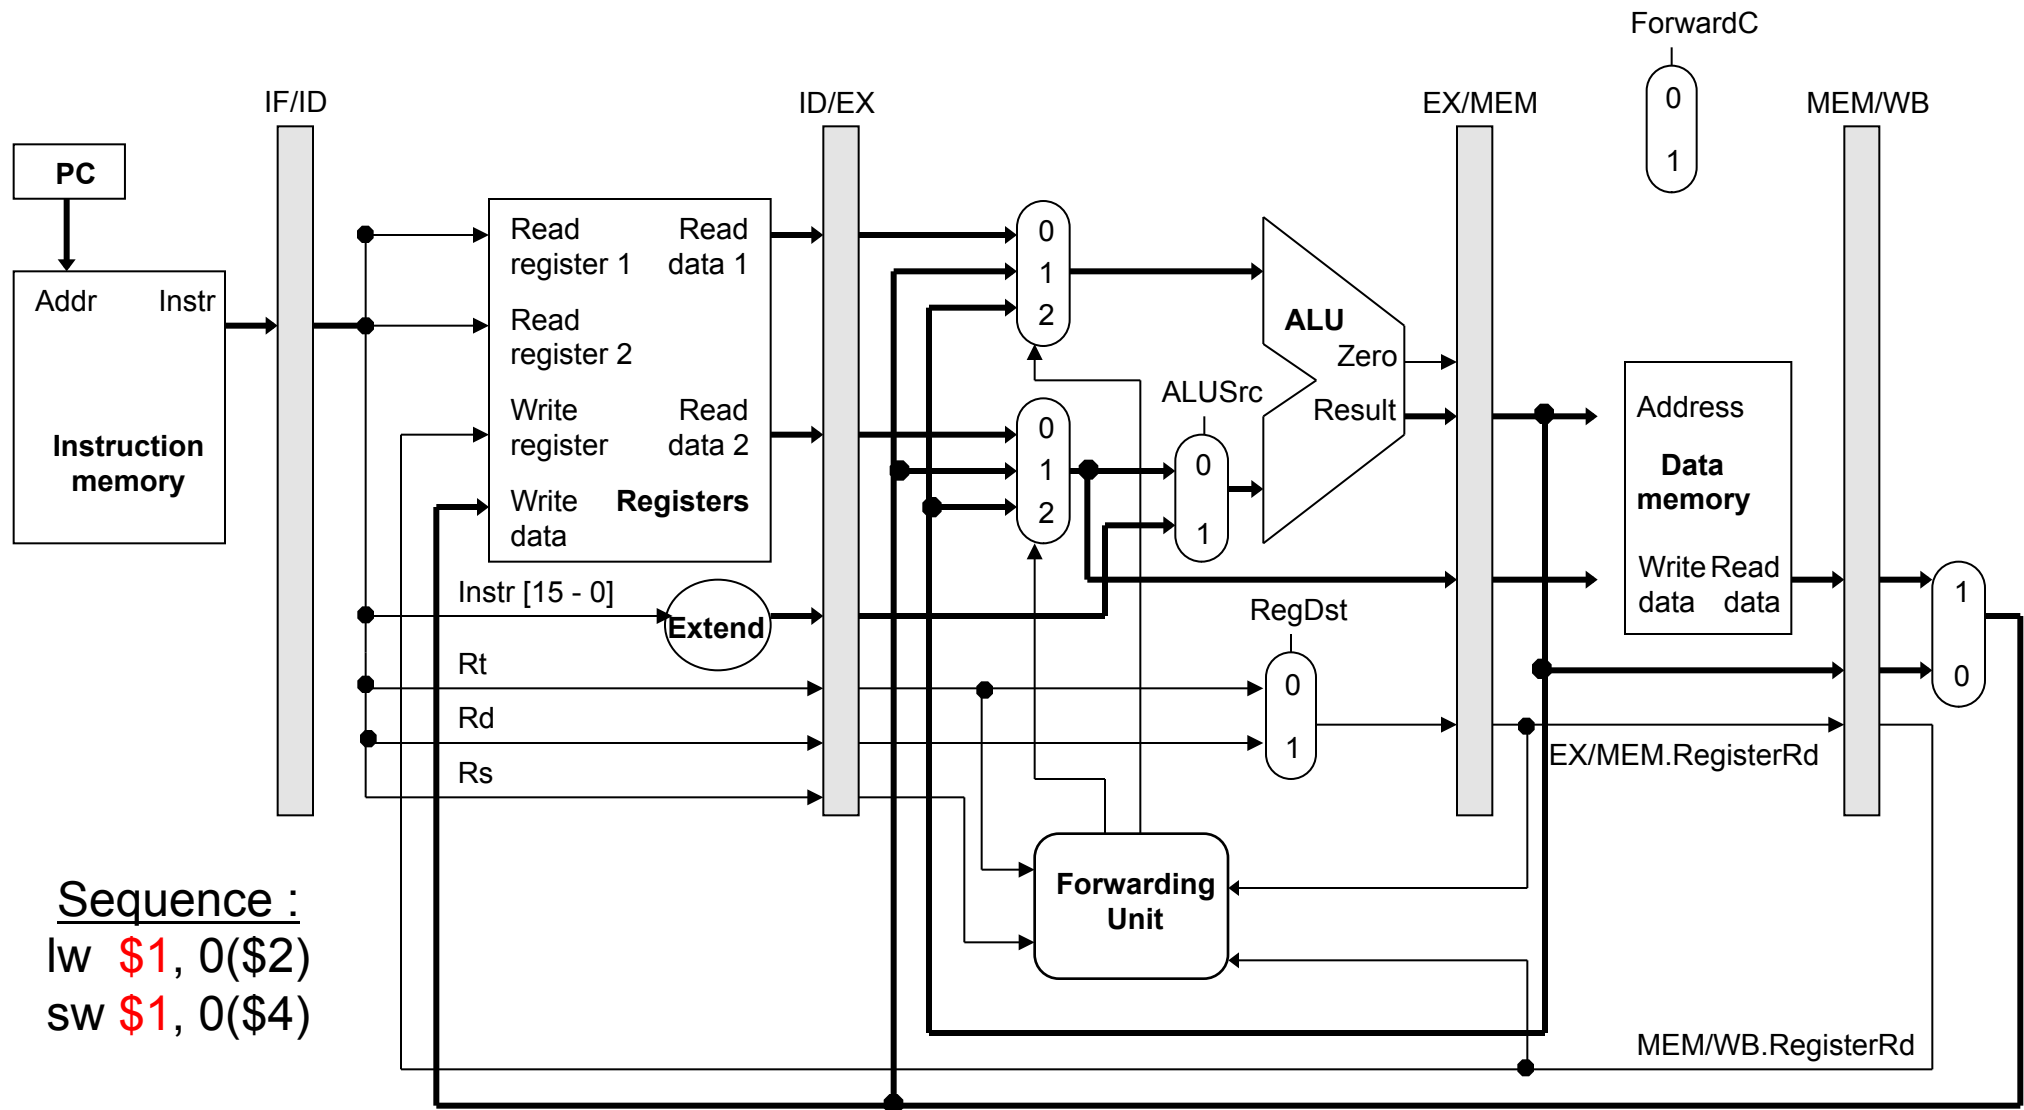 ForwardC
0
1
IF/ID
ID/EX
EX/MEM
MEM/WB
PC
Addr Instr
Instruction
memory
Read
register 1
Read
data 1
Read
register 2
Write
register
Read
data 2
Write
data
Registers
Instr [15 - 0]
Extend
Rt
Rd
Rs
0
1
2
0
1
2
ALUSrc
0
1
ALU
Zero
Result
RegDst
0
1
Address
Data
memory
Write
data
Read
data
1
0
EX/MEM.RegisterRd
Forwarding
Unit
MEM/WB.RegisterRd
Sequence :
lw $1, 0($2)
sw $1, 0($4)